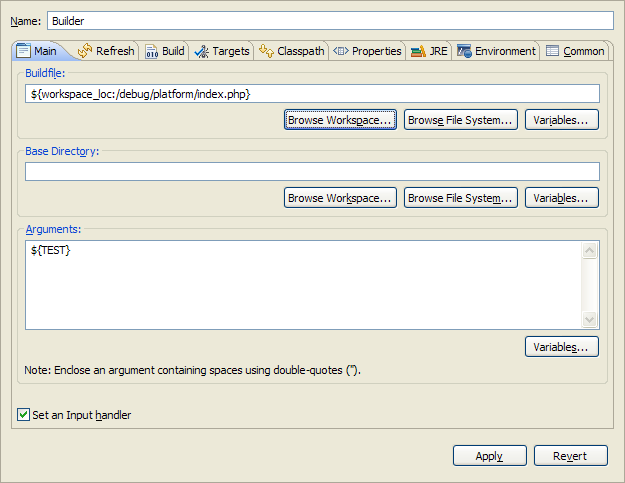 Name: Builder
Main Refresh Build Targets Classpath Properties JRE Environment Common
Buildfile:
${workspace_loc:/debug/platform/index.php}
Browse Workspace... Browse File System... Variables...
Base Directory:
Browse Workspace... Browse File System... Variables...
Arguments:
${TEST}
Variables...
Note: Enclose an argument containing spaces using double-quotes (").
Set an Input handler
Apply Revert